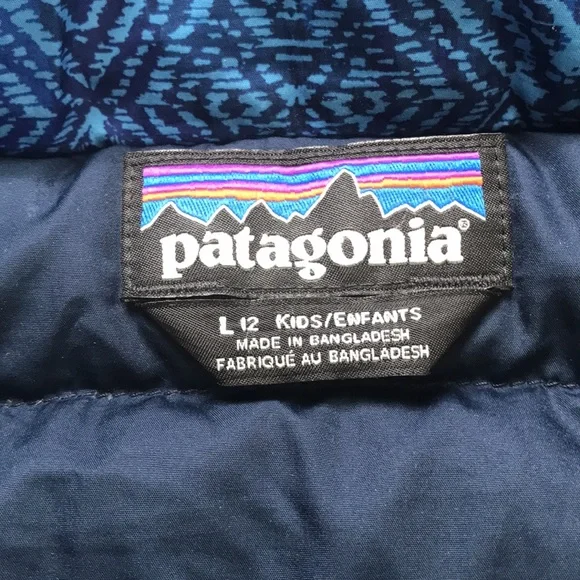 patagonia®
L 12 KIDS/ENFANTS
MADE IN BANGLADESH
FABRIQUÉ AU BANGLADESH